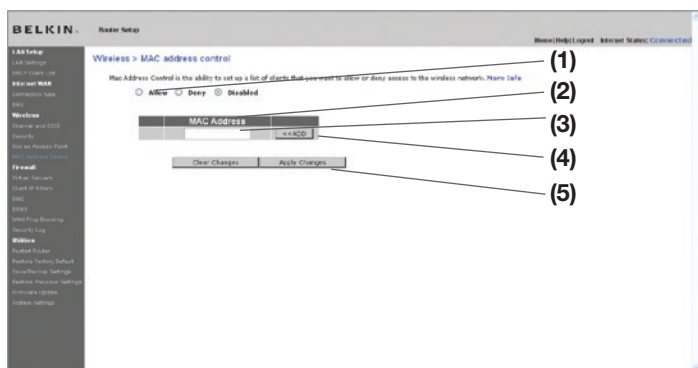 BELKIN.
Router Setup
Home|Help|Logout Internet Status: Connected
LAN Setup
LAN Settings
DHCP Client List
Internet WAN
Connection Type
DNS
Wireless
Channel and SSID
Security
Use as Access Point
MAC Address Control
Firewall
Virtual Servers
Client IP Filters
DMZ
DDNS
WAN Ping Blocking
Security Log
Utilities
Restart Router
Restore Factory Default
Save/Backup Settings
Restore Previous Settings
Firmware Update
System Settings
Wireless > MAC address control
Mac Address Control is the ability to set up a list of clients that you want to allow or deny access to the wireless network. More Info
Allow Deny Disabled
MAC Address
<<ADD
Clear Changes Apply Changes
(1)
(2)
(3)
(4)
(5)